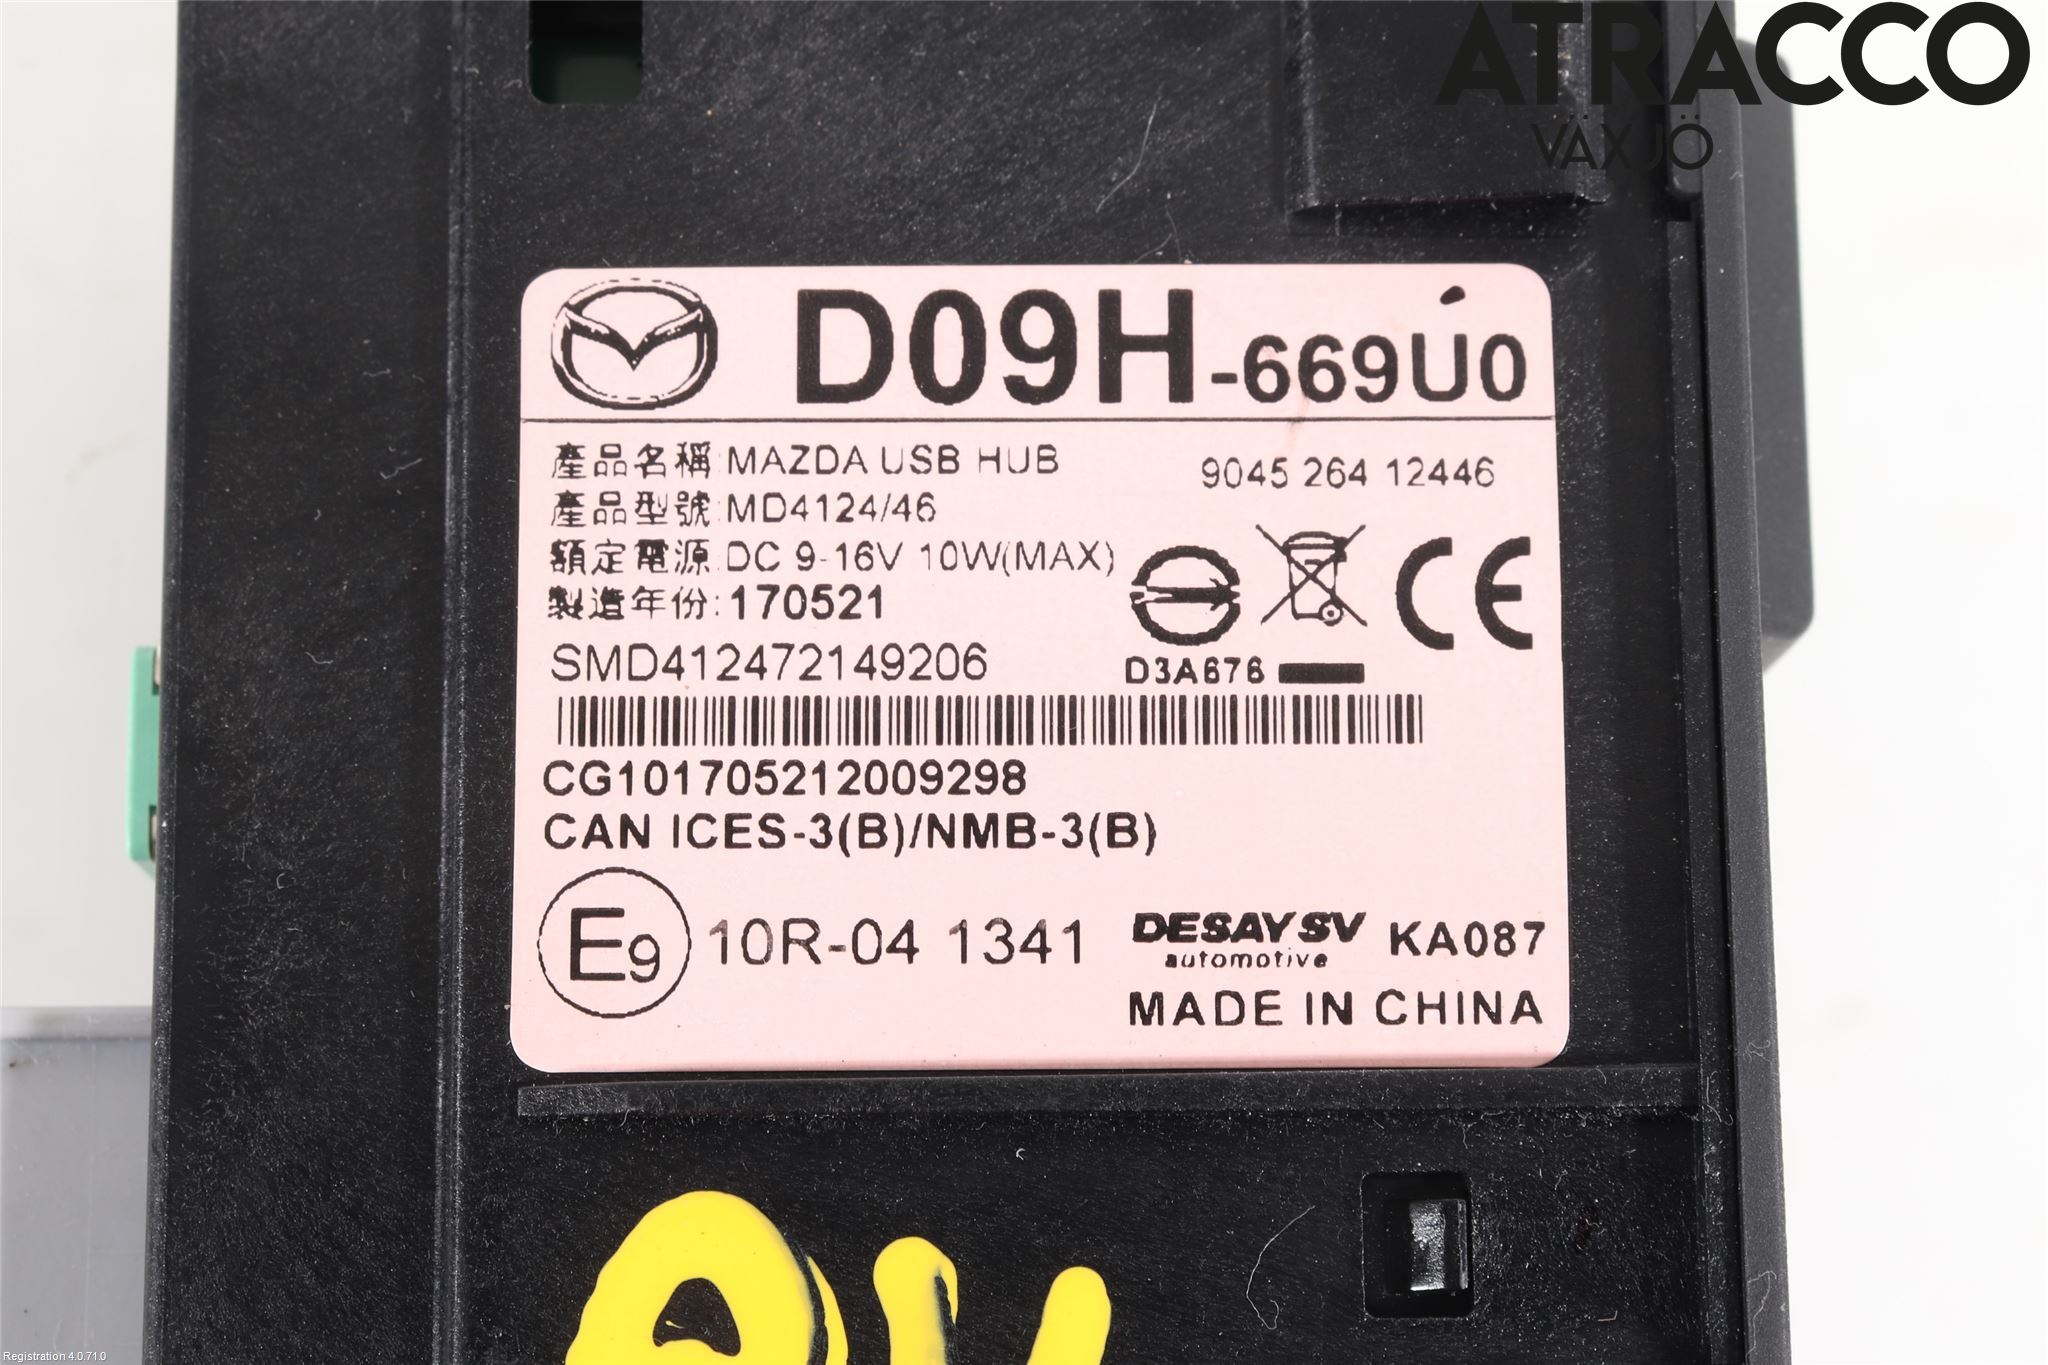 ATRACCO
VÄXJÖ
D09H-669U0
產品名稱:MAZDA USB HUB
9045 264 12446
產品型號:MD4124/46
額定電源:DC 9-16V 10W(MAX)
製造年份:170521
CE
SMD412472149206
D3A676
CG101705212009298
CAN ICES-3(B)/NMB-3(B)
E9 10R-04 1341
DESAY SV
automotive
KA087
MADE IN CHINA
Registration 4.0.71.0